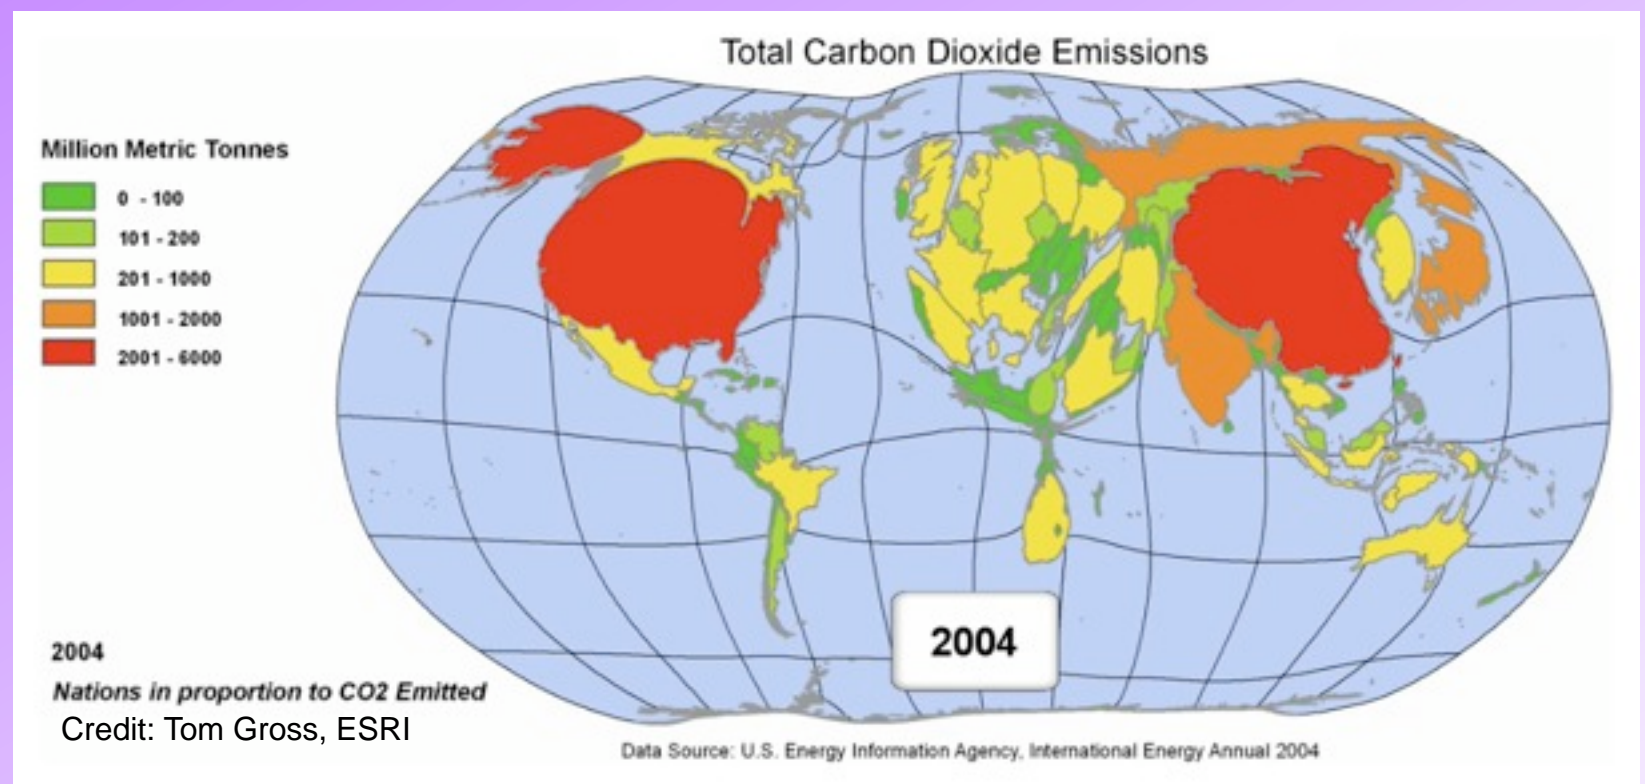 Total Carbon Dioxide Emissions
Million Metric Tonnes
0 - 100
101 - 200
201 - 1000
1001 - 2000
2001 - 6000
2004
2004
Nations in proportion to CO2 Emitted
Credit: Tom Gross, ESRI
Data Source: U.S. Energy Information Agency, International Energy Annual 2004